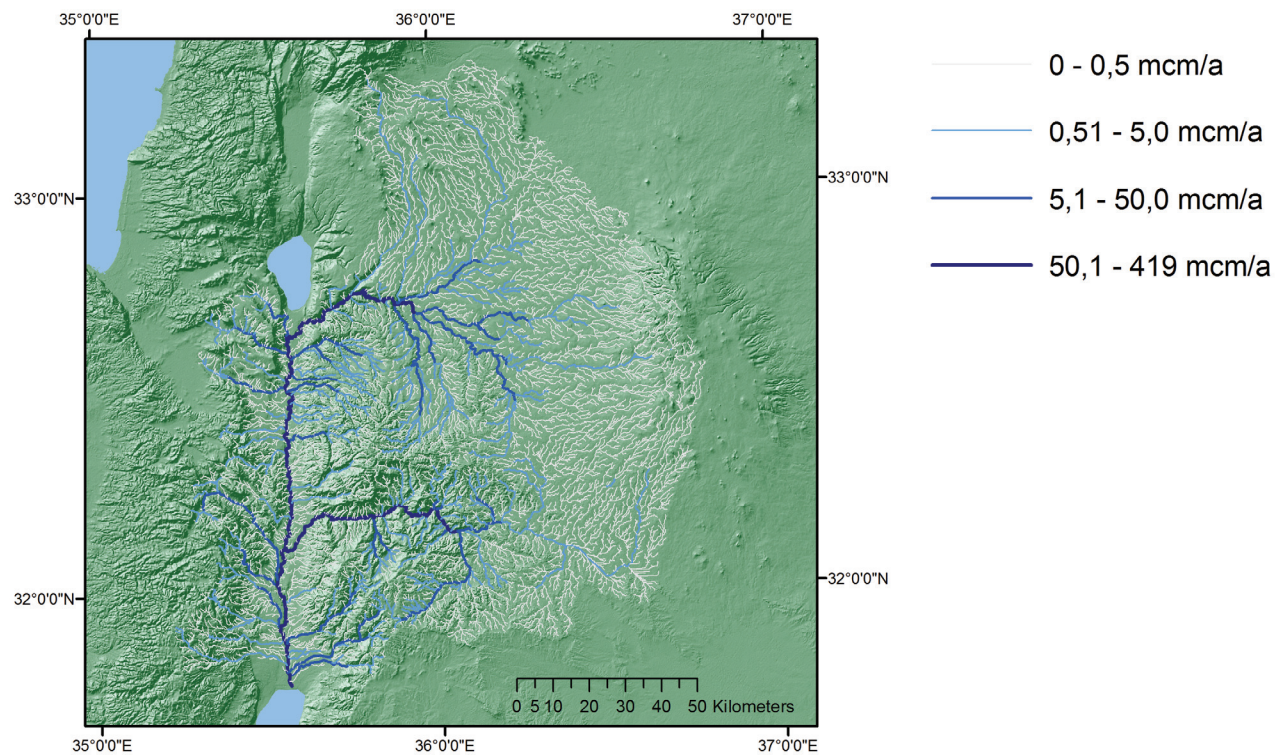 35°0'0"E 36°0'0"E 37°0'0"E
0 - 0,5 mcm/a
0,51 - 5,0 mcm/a
5,1 - 50,0 mcm/a
50,1 - 419 mcm/a
33°0'0"N 33°0'0"N
32°0'0"N 32°0'0"N
0 5 10 20 30 40 50 Kilometers
35°0'0"E 36°0'0"E 37°0'0"E